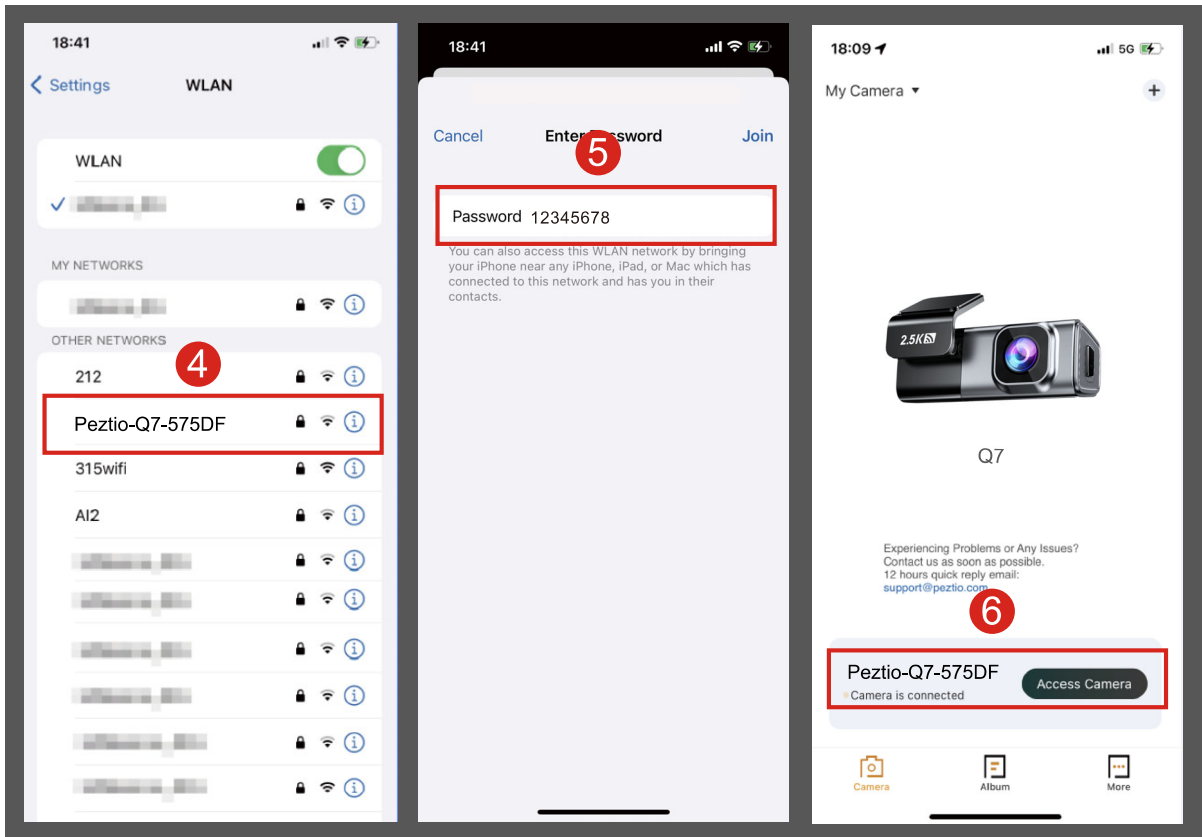 18:41
Settings
WLAN
WLAN
MY NETWORKS
OTHER NETWORKS
4
212
Peztio-Q7-575DF
315wifi
AI2
18:41
Cancel
Enter Password
Join
5
Password 12345678
You can also access this WLAN network by bringing
your iPhone near any iPhone, iPad, or Mac which has
connected to this network and has you in their
contacts.
18:09
5G
My Camera
+
2.5K
Q7
Experiencing Problems or Any Issues?
Contact us as soon as possible.
12 hours quick reply email:
support@peztio.com
6
Peztio-Q7-575DF
Camera is connected
Access Camera
Camera
Album
More